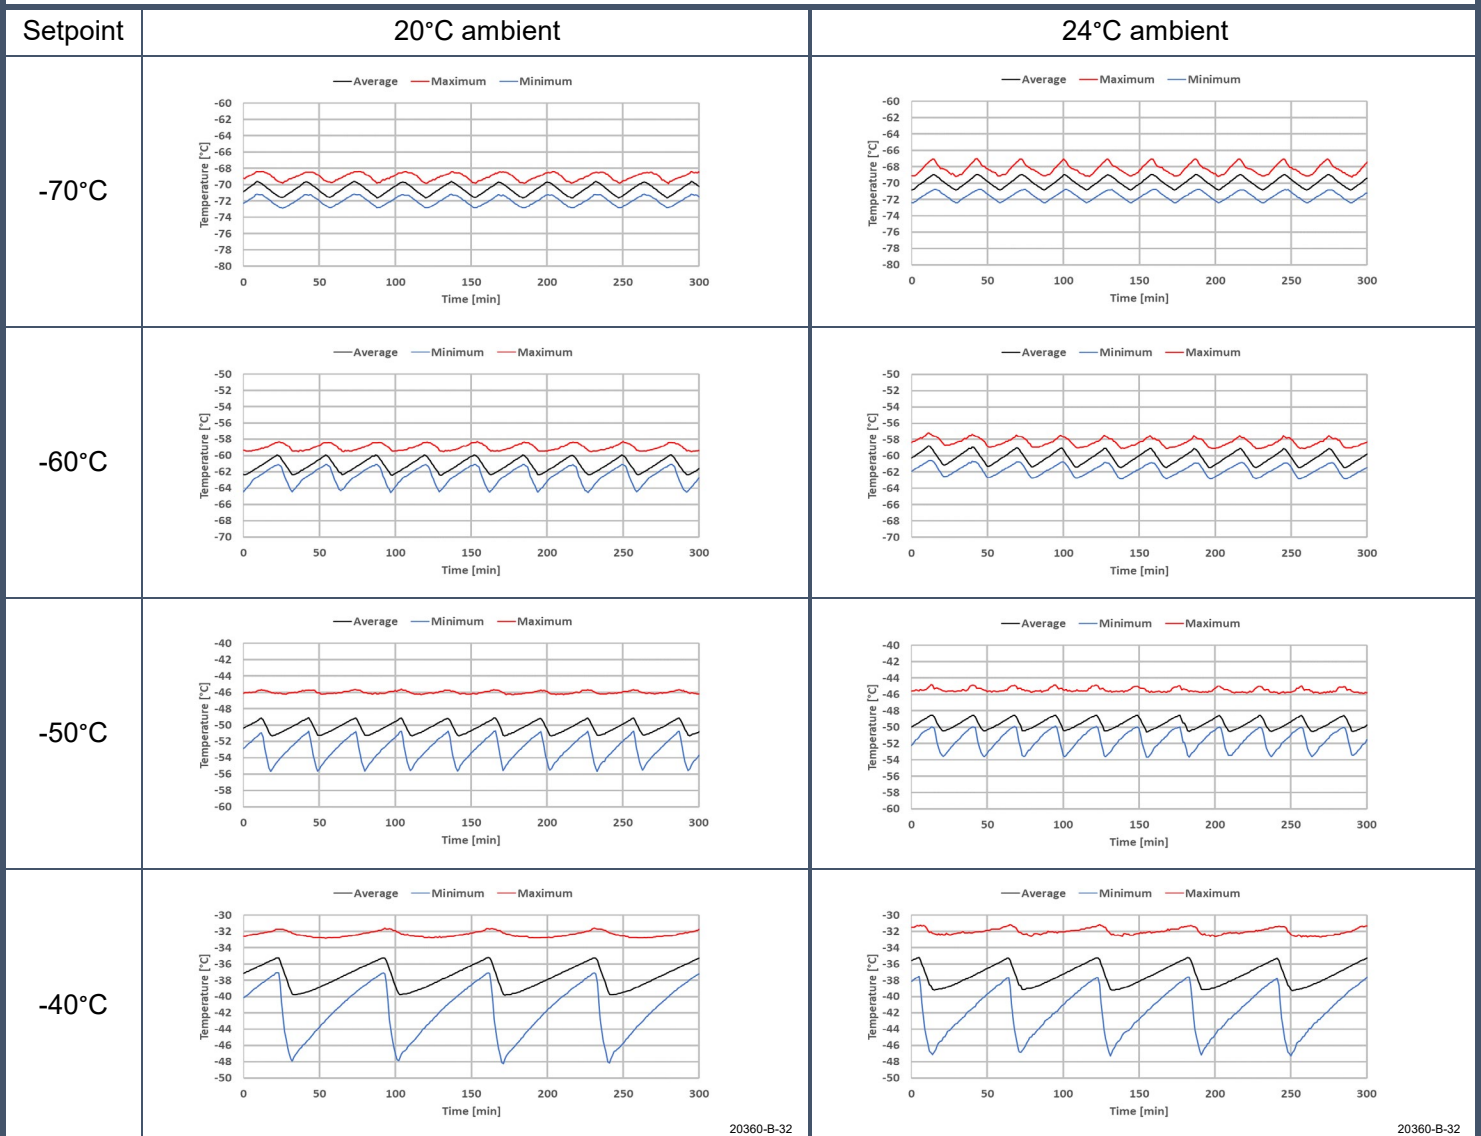 Setpoint 20°C ambient 24°C ambient
-70°C
Average Maximum Minimum
Temperature [°C]
-60
-62
-64
-66
-68
-70
-72
-74
-76
-78
-80
0 50 100 150 200 250 300
Time [min]
Average Maximum Minimum
Temperature [°C]
-60
-62
-64
-66
-68
-70
-72
-74
-76
-78
-80
0 50 100 150 200 250 300
Time [min]
-60°C
Average Minimum Maximum
Temperature [°C]
-50
-52
-54
-56
-58
-60
-62
-64
-66
-68
-70
0 50 100 150 200 250 300
Time [min]
Average Minimum Maximum
Temperature [°C]
-50
-52
-54
-56
-58
-60
-62
-64
-66
-68
-70
0 50 100 150 200 250 300
Time [min]
-50°C
Average Minimum Maximum
Temperature [°C]
-40
-42
-44
-46
-48
-50
-52
-54
-56
-58
-60
0 50 100 150 200 250 300
Time [min]
Average Minimum Maximum
Temperature [°C]
-40
-42
-44
-46
-48
-50
-52
-54
-56
-58
-60
0 50 100 150 200 250 300
Time [min]
-40°C
Average Minimum Maximum
Temperature [°C]
-30
-32
-34
-36
-38
-40
-42
-44
-46
-48
-50
0 50 100 150 200 250 300
Time [min]
20360-B-32
Average Minimum Maximum
Temperature [°C]
-30
-32
-34
-36
-38
-40
-42
-44
-46
-48
-50
0 50 100 150 200 250 300
Time [min]
20360-B-32